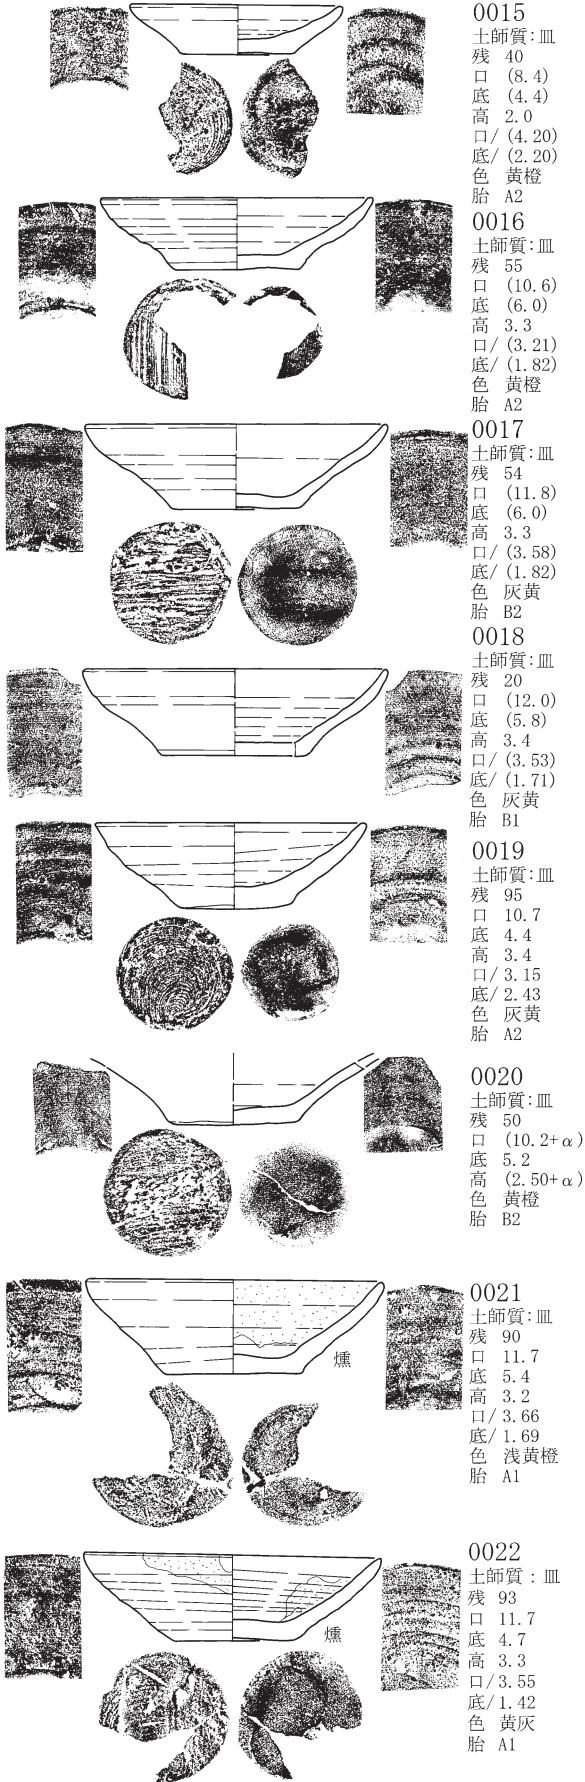 0015
土師質:皿
残 40
口 (8.4)
底 (4.4)
高 2.0
口/(4.20)
底/(2.20)
色 黄橙
胎 A2
0016
土師質:皿
残 55
口 (10.6)
底 (6.0)
高 3.3
口/(3.21)
底/(1.82)
色 黄橙
胎 A2
0017
土師質:皿
残 54
口 (11.8)
底 (6.0)
高 3.3
口/(3.58)
底/(1.82)
色 灰黄
胎 B2
0018
土師質:皿
残 20
口 (12.0)
底 (5.8)
高 3.4
口/(3.53)
底/(1.71)
色 灰黄
胎 B1
0019
土師質:皿
残 95
口 10.7
底 4.4
高 3.4
口/3.15
底/2.43
色 灰黄
胎 A2
0020
土師質:皿
残 50
口 (10.2+α)
底 5.2
高 (2.50+α)
色 黄橙
胎 B2
0021
土師質:皿
残 90
口 11.7
底 5.4
高 3.2
口/3.66
底/1.69
色 浅黄橙
胎 A1
燻
0022
土師質:皿
残 93
口 11.7
底 4.7
高 3.3
口/3.55
底/1.42
色 黄灰
胎 A1
燻